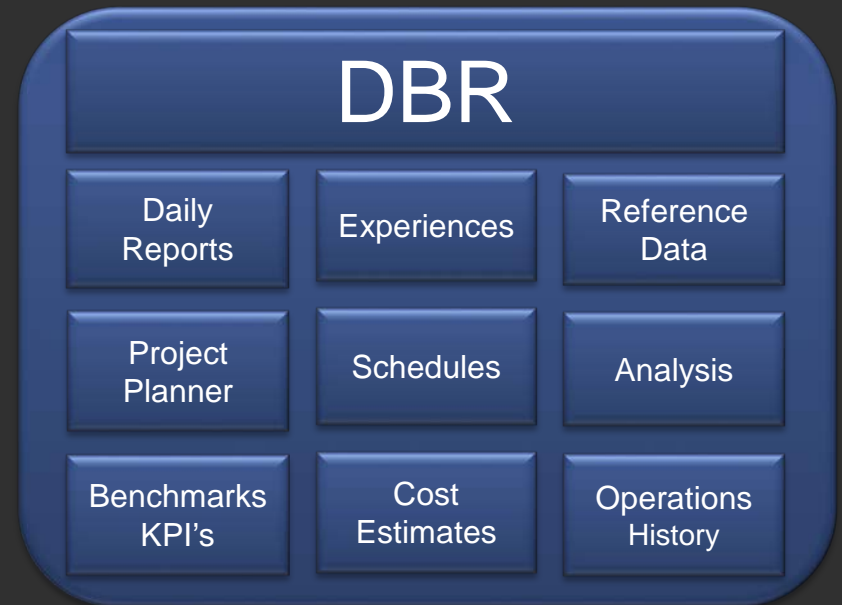 DBR
Daily
Reports
Experiences
Reference
Data
Project
Planner
Schedules
Analysis
Benchmarks
KPI's
Cost
Estimates
Operations
History